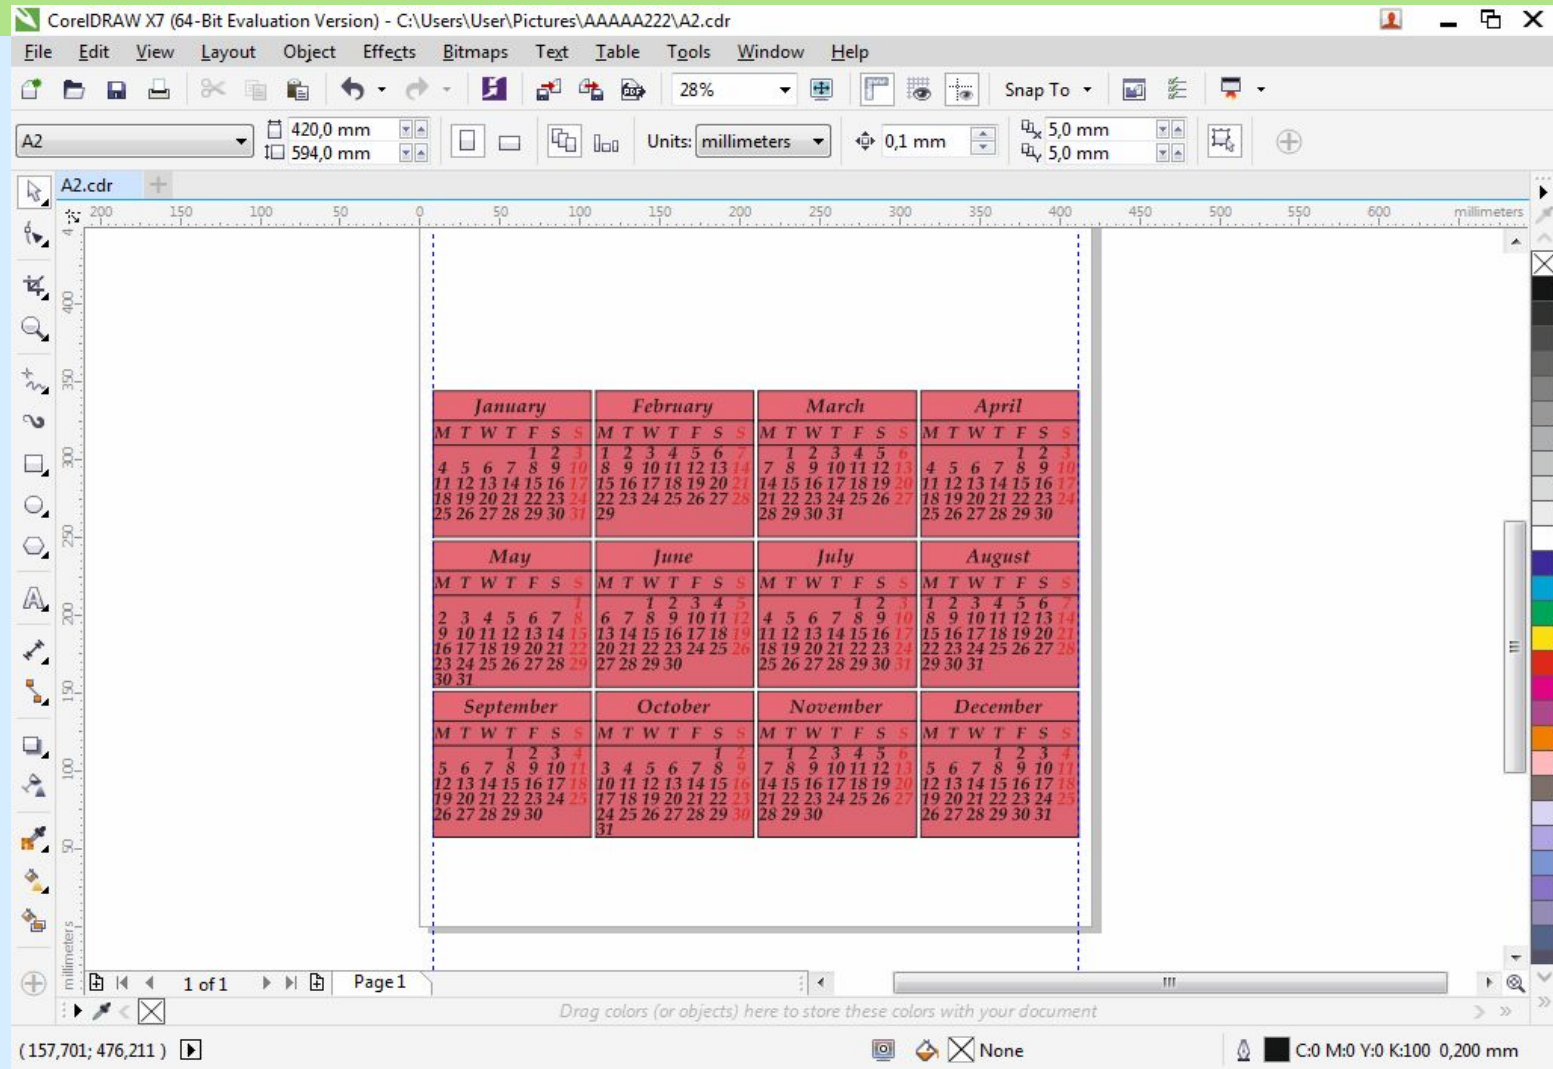 CorelDRAW X7 (64-Bit Evaluation Version) - C:\Users\User\Pictures\AAAAA222\A2.cdr
File Edit View Layout Object Effects Bitmaps Text Table Tools Window Help
28% Snap To
A2 420,0 mm 594,0 mm Units: millimeters 0,1 mm 5,0 mm 5,0 mm
A2.cdr
200 150 100 50 0 50 100 150 200 250 300 350 400 450 500 550 600 millimeters
400
350
300
250
200
150
100
50
millimeters
January February March April
M T W T F S S M T W T F S S M T W T F S S M T W T F S S
1 2 3 1 2 3 4 5 6 7 1 2 3 4 5 6 1 2 3
4 5 6 7 8 9 10 8 9 10 11 12 13 14 7 8 9 10 11 12 13 4 5 6 7 8 9 10
11 12 13 14 15 16 17 15 16 17 18 19 20 21 14 15 16 17 18 19 20 11 12 13 14 15 16 17
18 19 20 21 22 23 24 22 23 24 25 26 27 28 21 22 23 24 25 26 27 18 19 20 21 22 23 24
25 26 27 28 29 30 31 29 28 29 30 31 25 26 27 28 29 30
May June July August
M T W T F S S M T W T F S S M T W T F S S M T W T F S S
1 1 2 3 4 5 1 2 3 1 2 3 4 5 6 7
2 3 4 5 6 7 8 6 7 8 9 10 11 12 4 5 6 7 8 9 10 8 9 10 11 12 13 14
9 10 11 12 13 14 15 13 14 15 16 17 18 19 11 12 13 14 15 16 17 15 16 17 18 19 20 21
16 17 18 19 20 21 22 20 21 22 23 24 25 26 18 19 20 21 22 23 24 22 23 24 25 26 27 28
23 24 25 26 27 28 29 27 28 29 30 25 26 27 28 29 30 31 29 30 31
30 31
September October November December
M T W T F S S M T W T F S S M T W T F S S M T W T F S S
1 2 3 4 1 2 1 2 3 4 5 6 1 2 3 4
5 6 7 8 9 10 11 3 4 5 6 7 8 9 7 8 9 10 11 12 13 5 6 7 8 9 10 11
12 13 14 15 16 17 18 10 11 12 13 14 15 16 14 15 16 17 18 19 20 12 13 14 15 16 17 18
19 20 21 22 23 24 25 17 18 19 20 21 22 23 21 22 23 24 25 26 27 19 20 21 22 23 24 25
26 27 28 29 30 24 25 26 27 28 29 30 28 29 30 26 27 28 29 30 31
31
1 of 1 Page 1
Drag colors (or objects) here to store these colors with your document
( 157,701; 476,211 ) None C:0 M:0 Y:0 K:100 0,200 mm